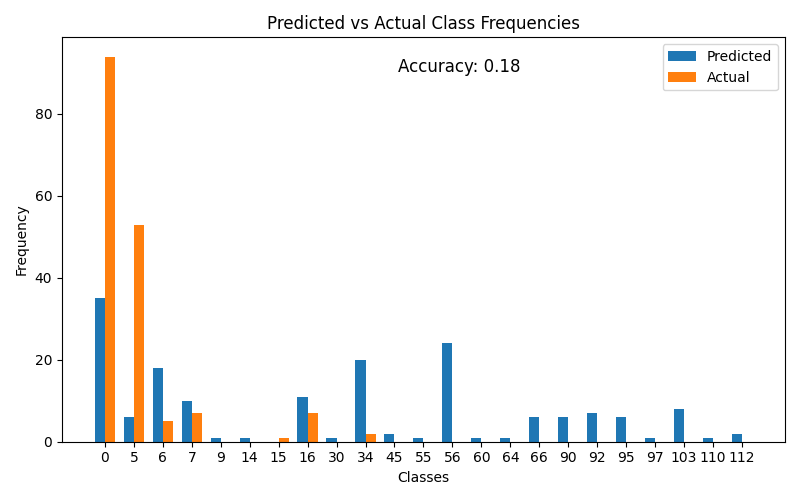 Predicted vs Actual Class Frequencies
Accuracy: 0.18
Predicted
Actual
Frequency
80
60
40
20
0
0 5 6 7 9 14 15 16 30 34 45 55 56 60 64 66 90 92 95 97 103 110 112
Classes